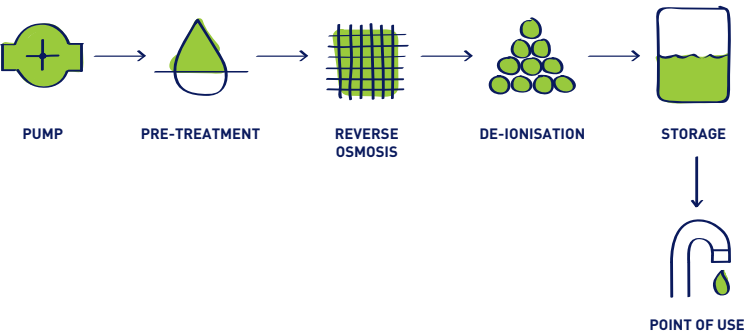 PUMP
PRE-TREATMENT
REVERSE
OSMOSIS
DE-IONISATION
STORAGE
POINT OF USE